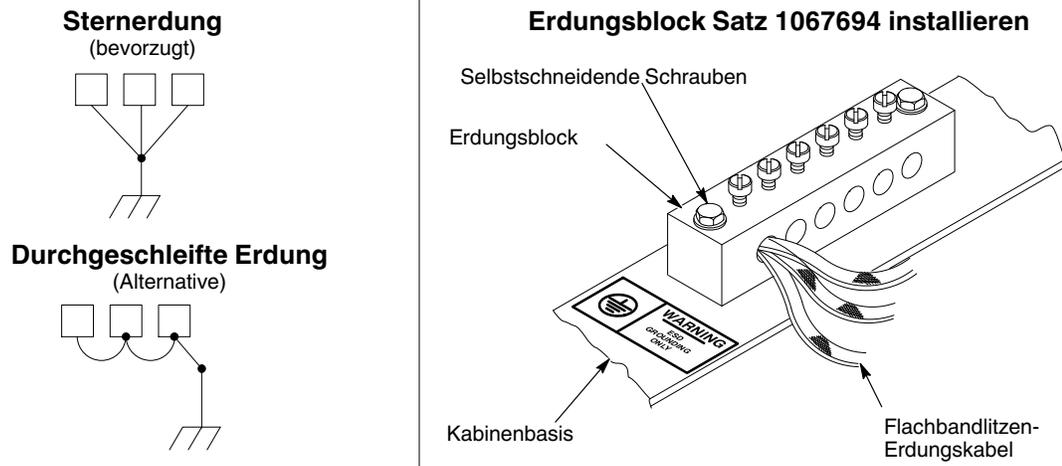 Sternerdung
(bevorzugt)
Durchgeschleifte Erdung
(Alternative)
Erdungsblock Satz 1067694 installieren
Selbstschneidende Schrauben
Erdungsblock
WARNING
ESD
GROUNDING
ONLY
Kabinenbasis
Flachbandlitzen-
Erdungskabel